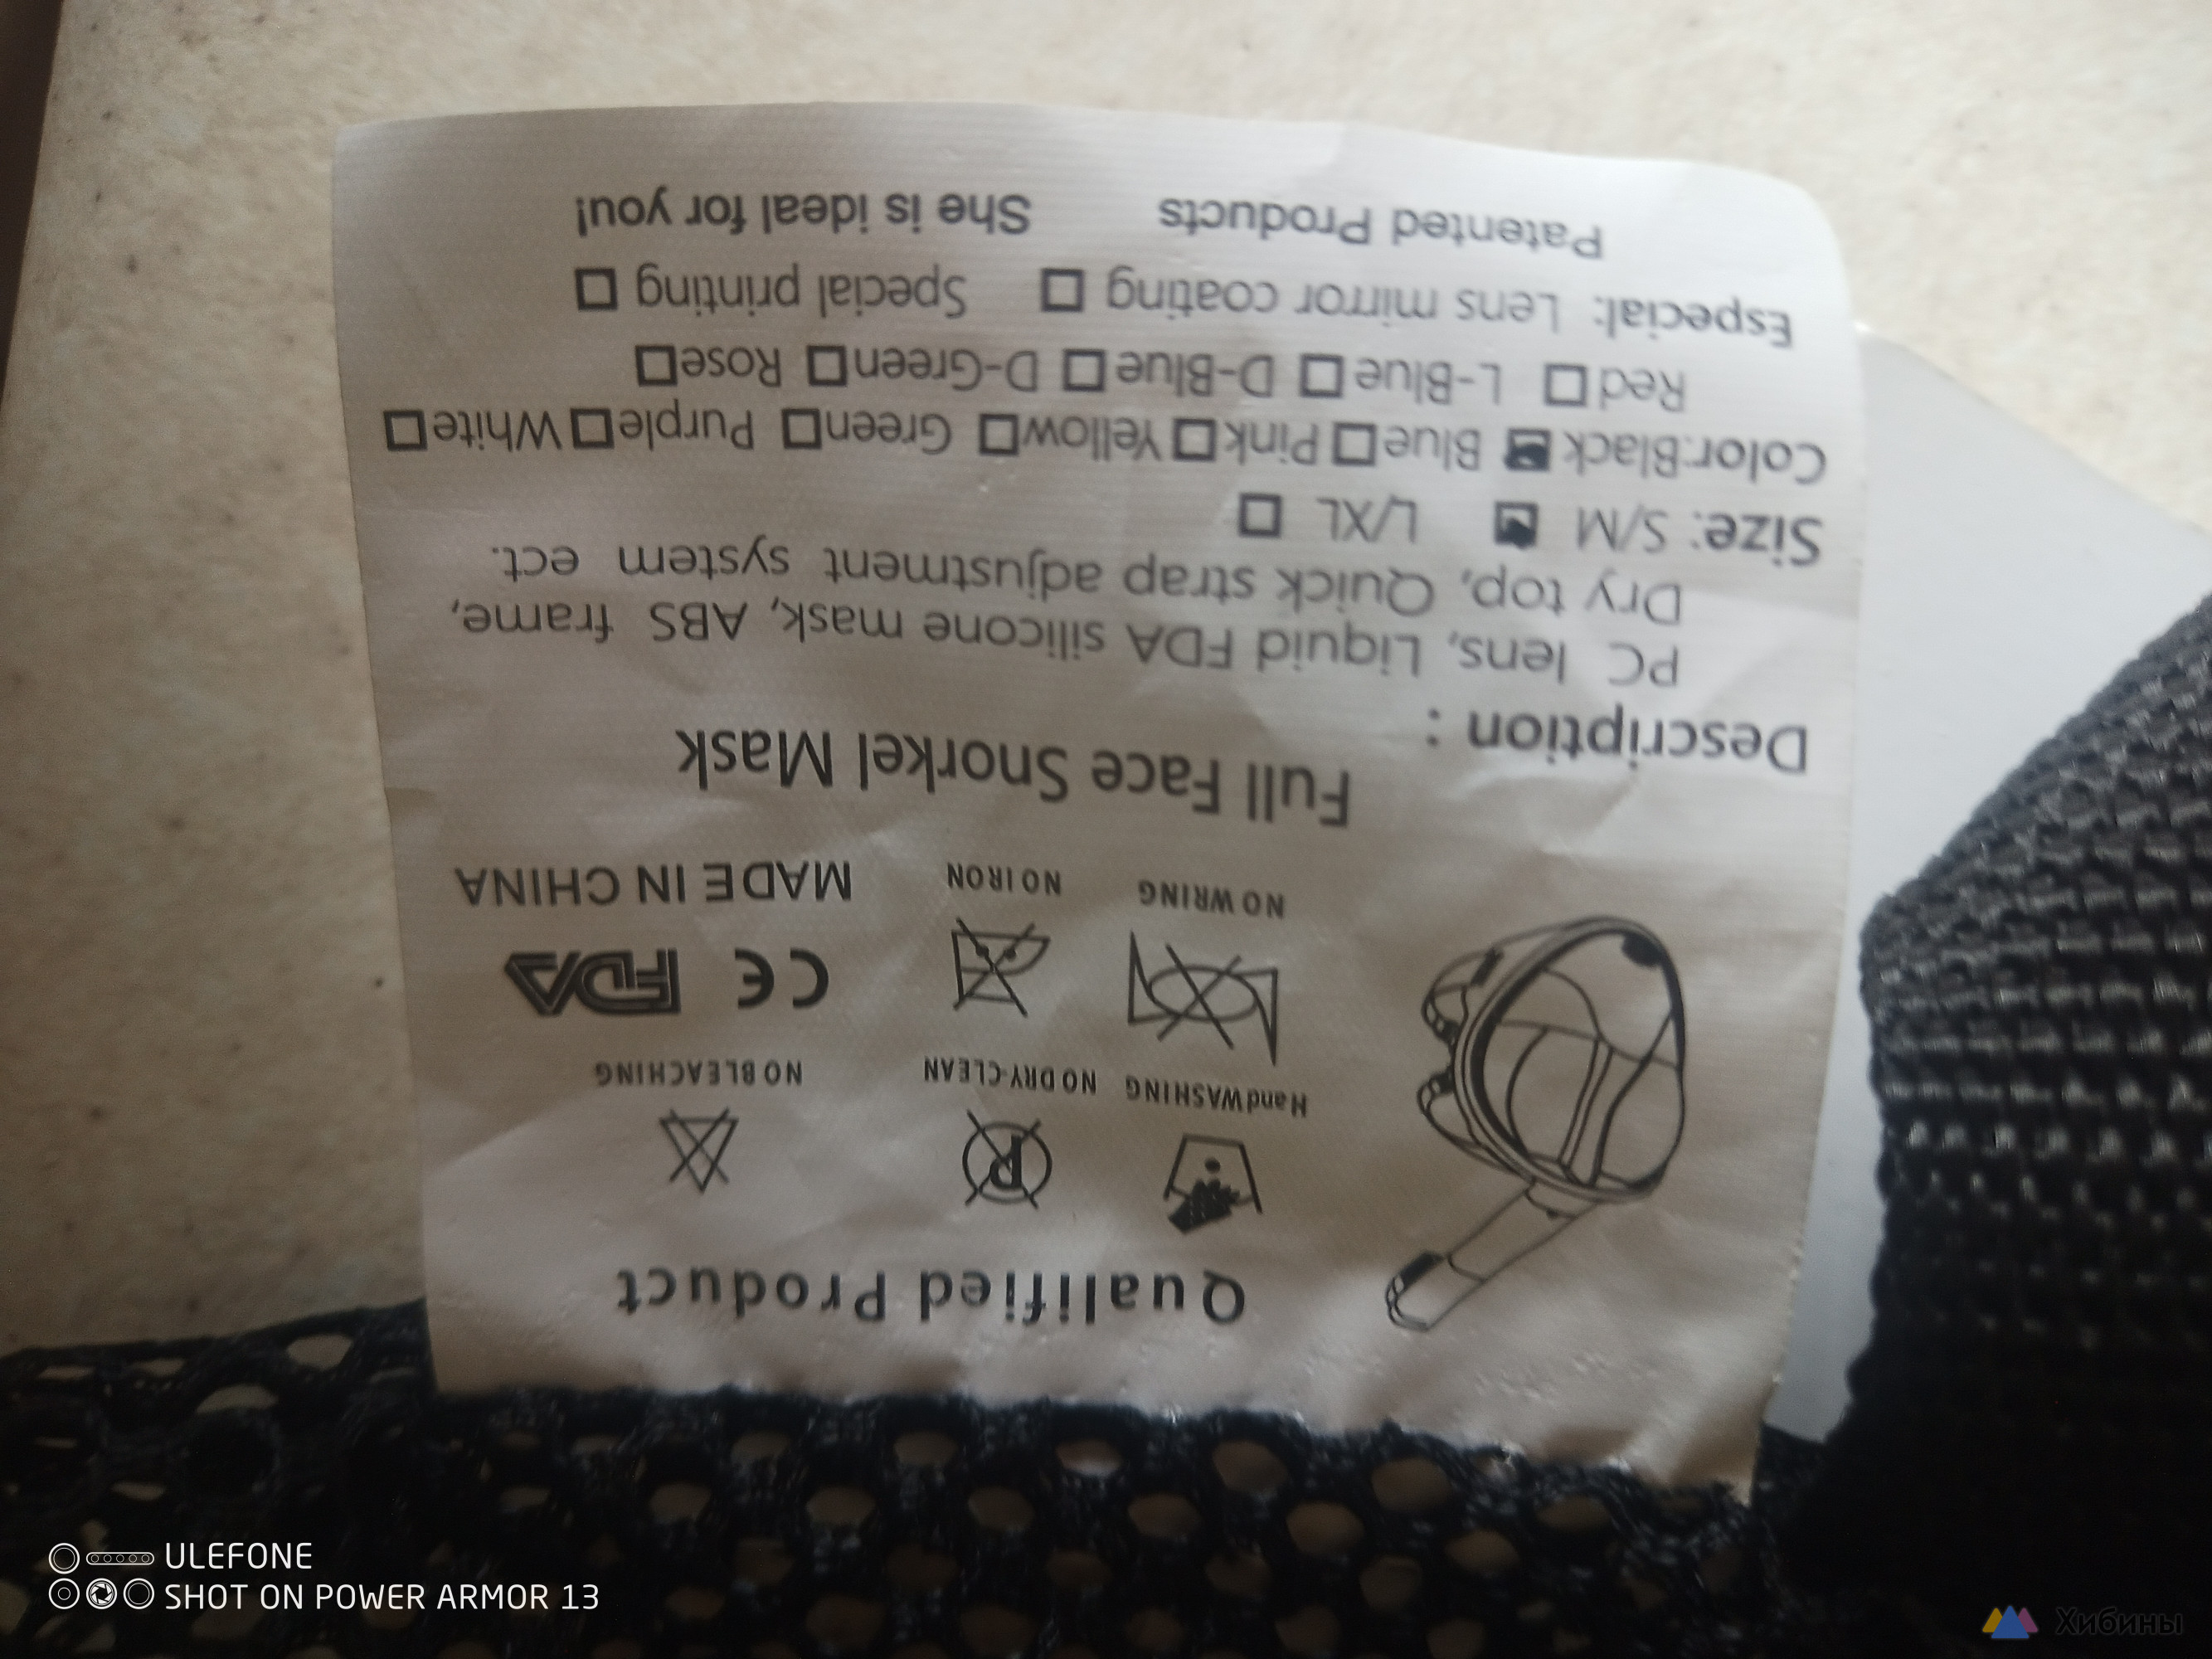 Qualified Product
HandWASHING NO DRY-CLEAN NO BLEACHING
CE FDA
NO WRING NO IRON MADE IN CHINA
Full Face Snorkel Mask
Description :
PC lens, Liquid FDA silicone mask, ABS frame,
Dry top, Quick strap adjustment system ect.
Size: S/M L/XL
Color:Black Blue Pink Yellow Green Purple White
Red L-Blue D-Blue D-Green Rose
Especial: Lens mirror coating Special printing
Patented Products She is ideal for you!
ULEFONE
SHOT ON POWER ARMOR 13
Хибины